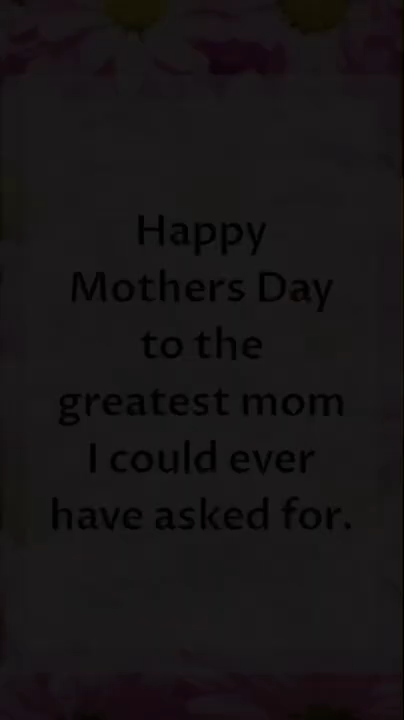 Happy
Mothers Day
to the
greatest mom
I could ever
have asked for.